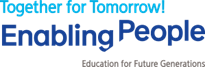 Together for Tomorrow!
Enabling People
Education for Future Generations